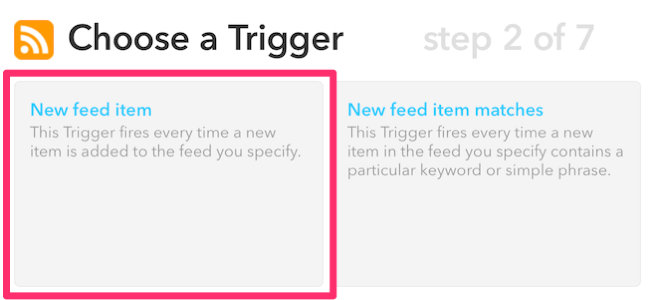 Choose a Trigger step 2 of 7
New feed item
This Trigger fires every time a new
item is added to the feed you specify.
New feed item matches
This Trigger fires every time a new
item in the feed you specify contains a
particular keyword or simple phrase.